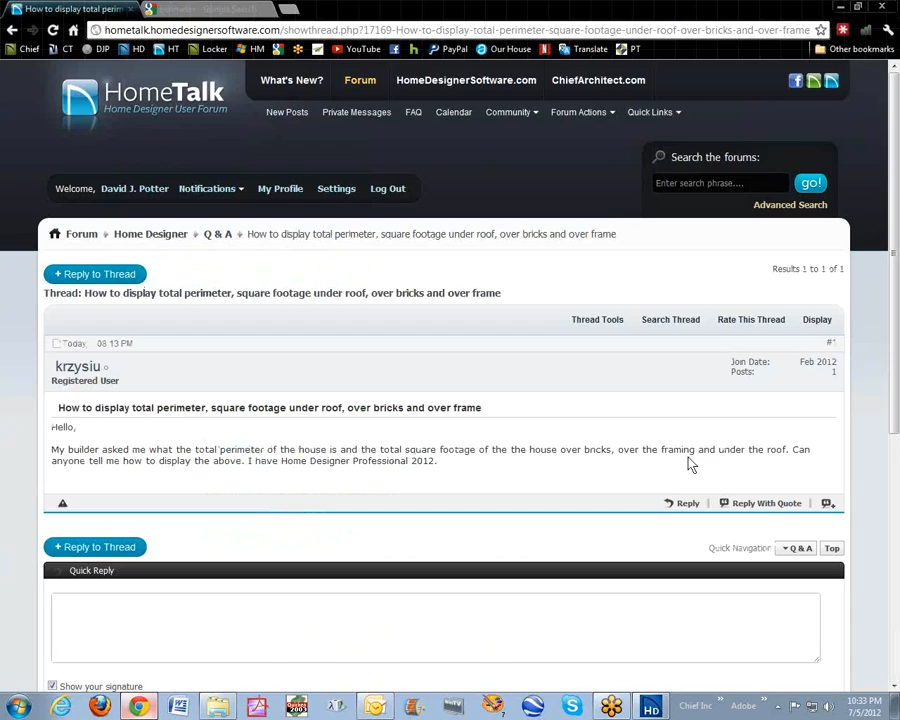 How to display total perim
hometalk.homedesignersoftware.com/showthread.php?17169-How-to-display-total-perimeter-square-footage-under-roof-over-bricks-and-over-frame
Chief CT DJP HD HT Locker HM YouTube h PayPal Our House Translate PT Other bookmarks
HomeTalk
Home Designer User Forum
What's New? Forum HomeDesignerSoftware.com ChiefArchitect.com
New Posts Private Messages FAQ Calendar Community Forum Actions Quick Links
Search the forums:
Enter search phrase.... go!
Advanced Search
Welcome, David J. Potter Notifications My Profile Settings Log Out
Forum Home Designer Q & A How to display total perimeter, square footage under roof, over bricks and over frame
+ Reply to Thread
Results 1 to 1 of 1
Thread: How to display total perimeter, square footage under roof, over bricks and over frame
Thread Tools Search Thread Rate This Thread Display
Today, 08:13 PM #1
krzysiu
Registered User
Join Date: Feb 2012
Posts: 1
How to display total perimeter, square footage under roof, over bricks and over frame
Hello,
My builder asked me what the total perimeter of the house is and the total square footage of the the house over bricks, over the framing and under the roof. Can
anyone tell me how to display the above. I have Home Designer Professional 2012.
Reply Reply With Quote
+ Reply to Thread
Quick Navigation Q & A Top
Quick Reply
Show your signature
Chief Inc Adobe
10:33 PM
7/5/2012